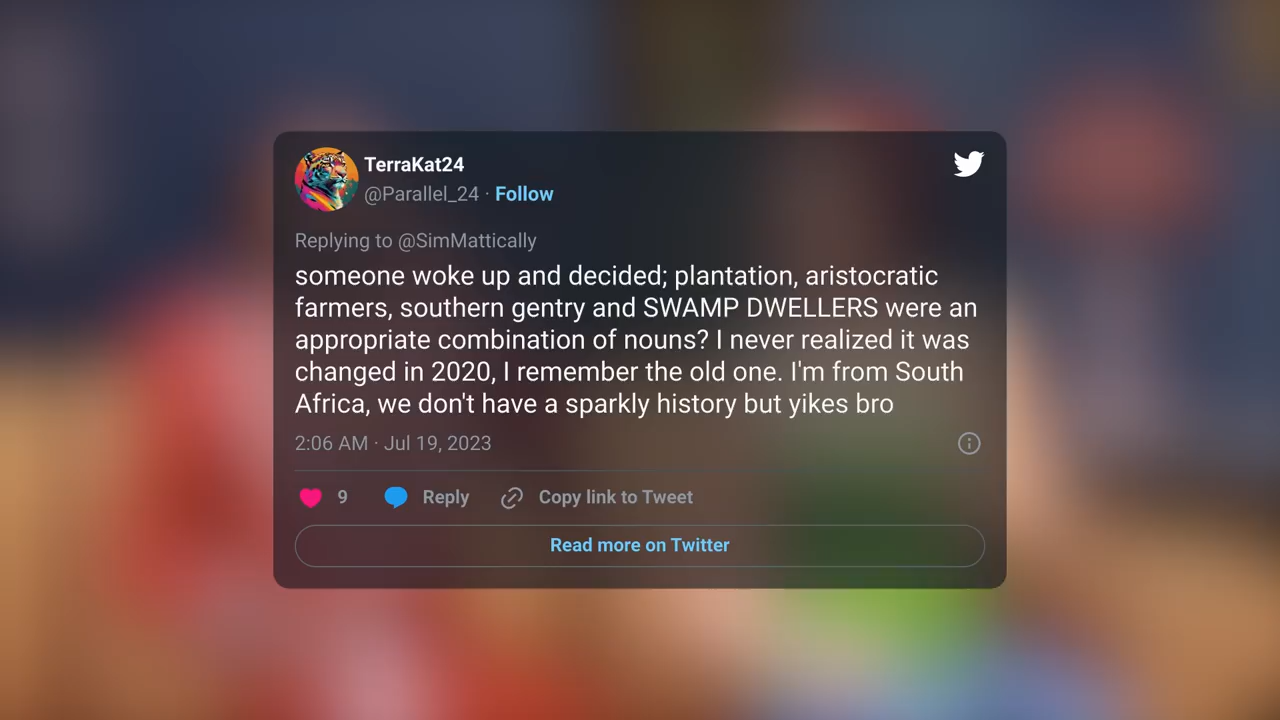 TerraKat24
@Parallel_24 · Follow
Replying to @SimMattically
someone woke up and decided; plantation, aristocratic
farmers, southern gentry and SWAMP DWELLERS were an
appropriate combination of nouns? I never realized it was
changed in 2020, I remember the old one. I'm from South
Africa, we don't have a sparkly history but yikes bro
2:06 AM · Jul 19, 2023
9 Reply Copy link to Tweet
Read more on Twitter